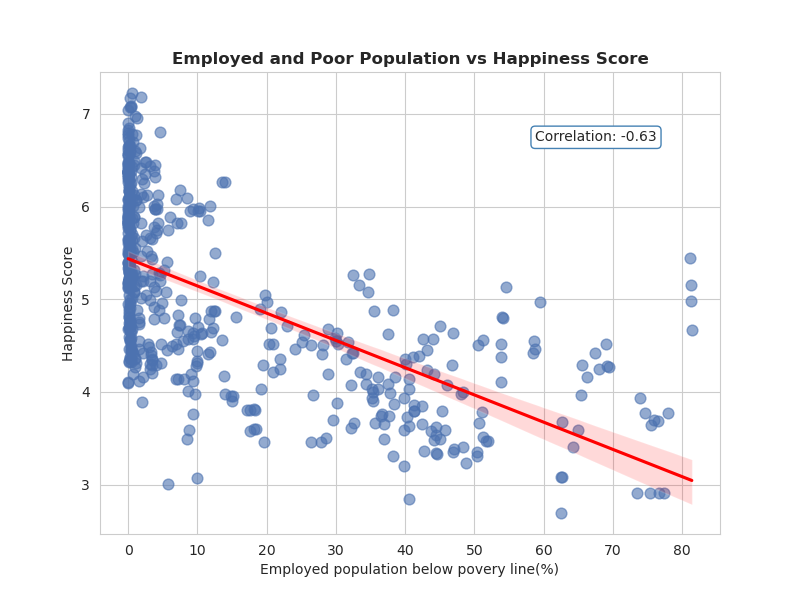 Employed and Poor Population vs Happiness Score
Correlation: -0.63
Happiness Score
7
6
5
4
3
0 10 20 30 40 50 60 70 80
Employed population below povery line(%)